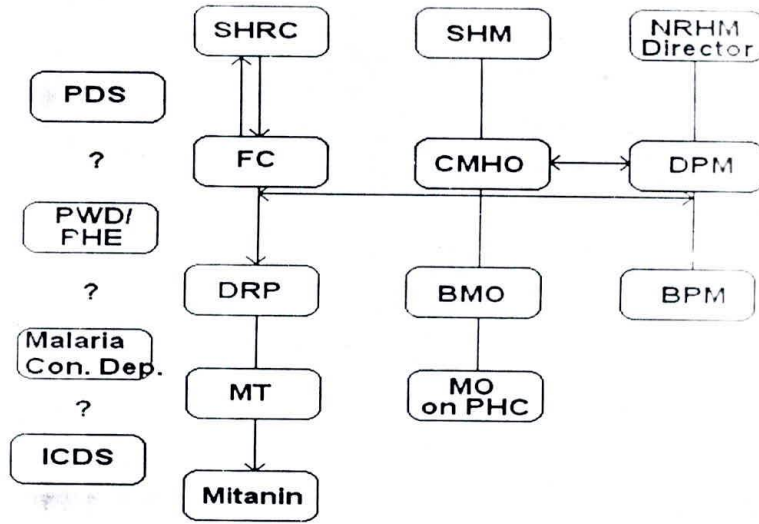 SHRC
SHM
NRHM
Director
PDS
?
FC
CMHO
DPM
PWD/
PHE
?
DRP
BMO
BPM
Malaria
Con. Dep.
?
MT
MO
on PHC
ICDS
Mitanin